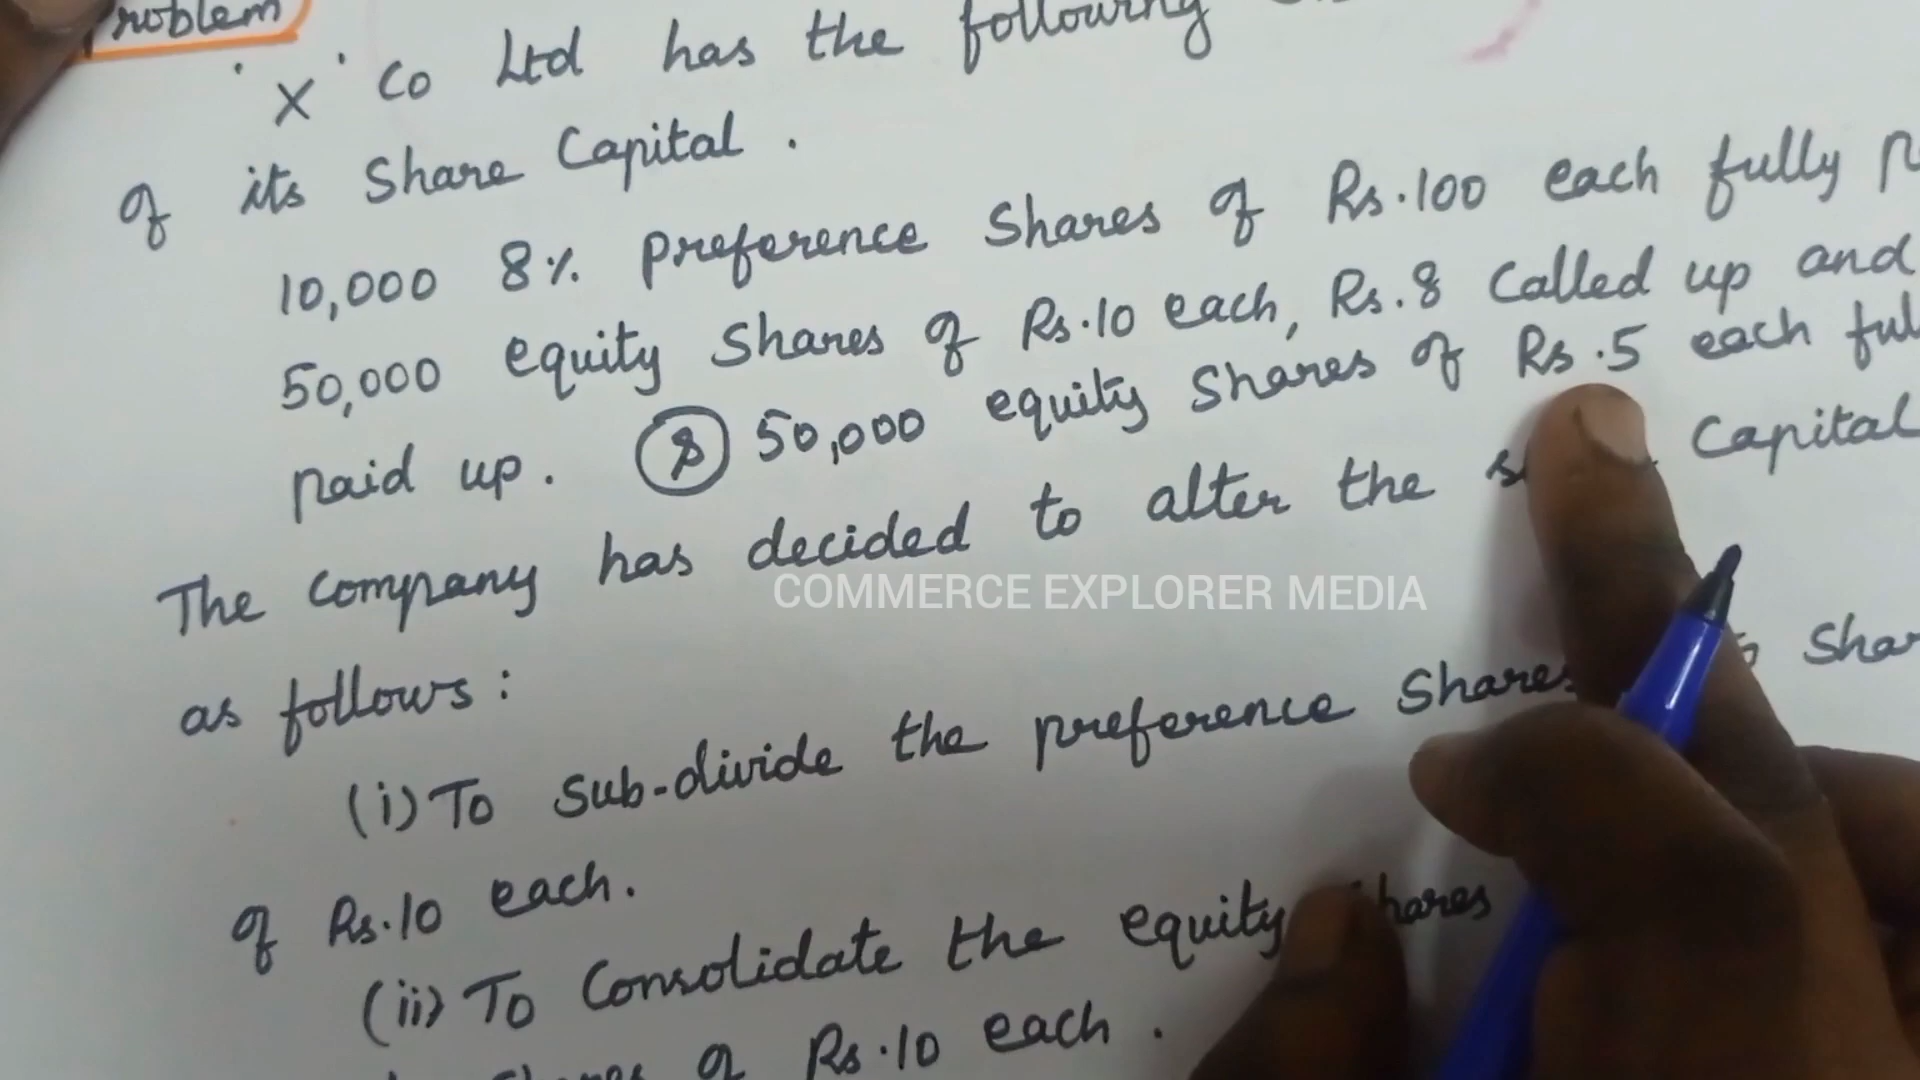 Problem
'X' Co Ltd has the following
of its Share Capital.
10,000 8% preference Shares of Rs.100 each fully
50,000 equity Shares of Rs.10 each, Rs.8 Called up and
paid up. 50,000 equity Shares of Rs.5 each
The Company has decided to alter the Capital
as follows:
COMMERCE EXPLORER MEDIA
(i) To Sub-divide the preference Shares
of Rs.10 each.
(ii) To Consolidate the equity Shares
of Rs.10 each.